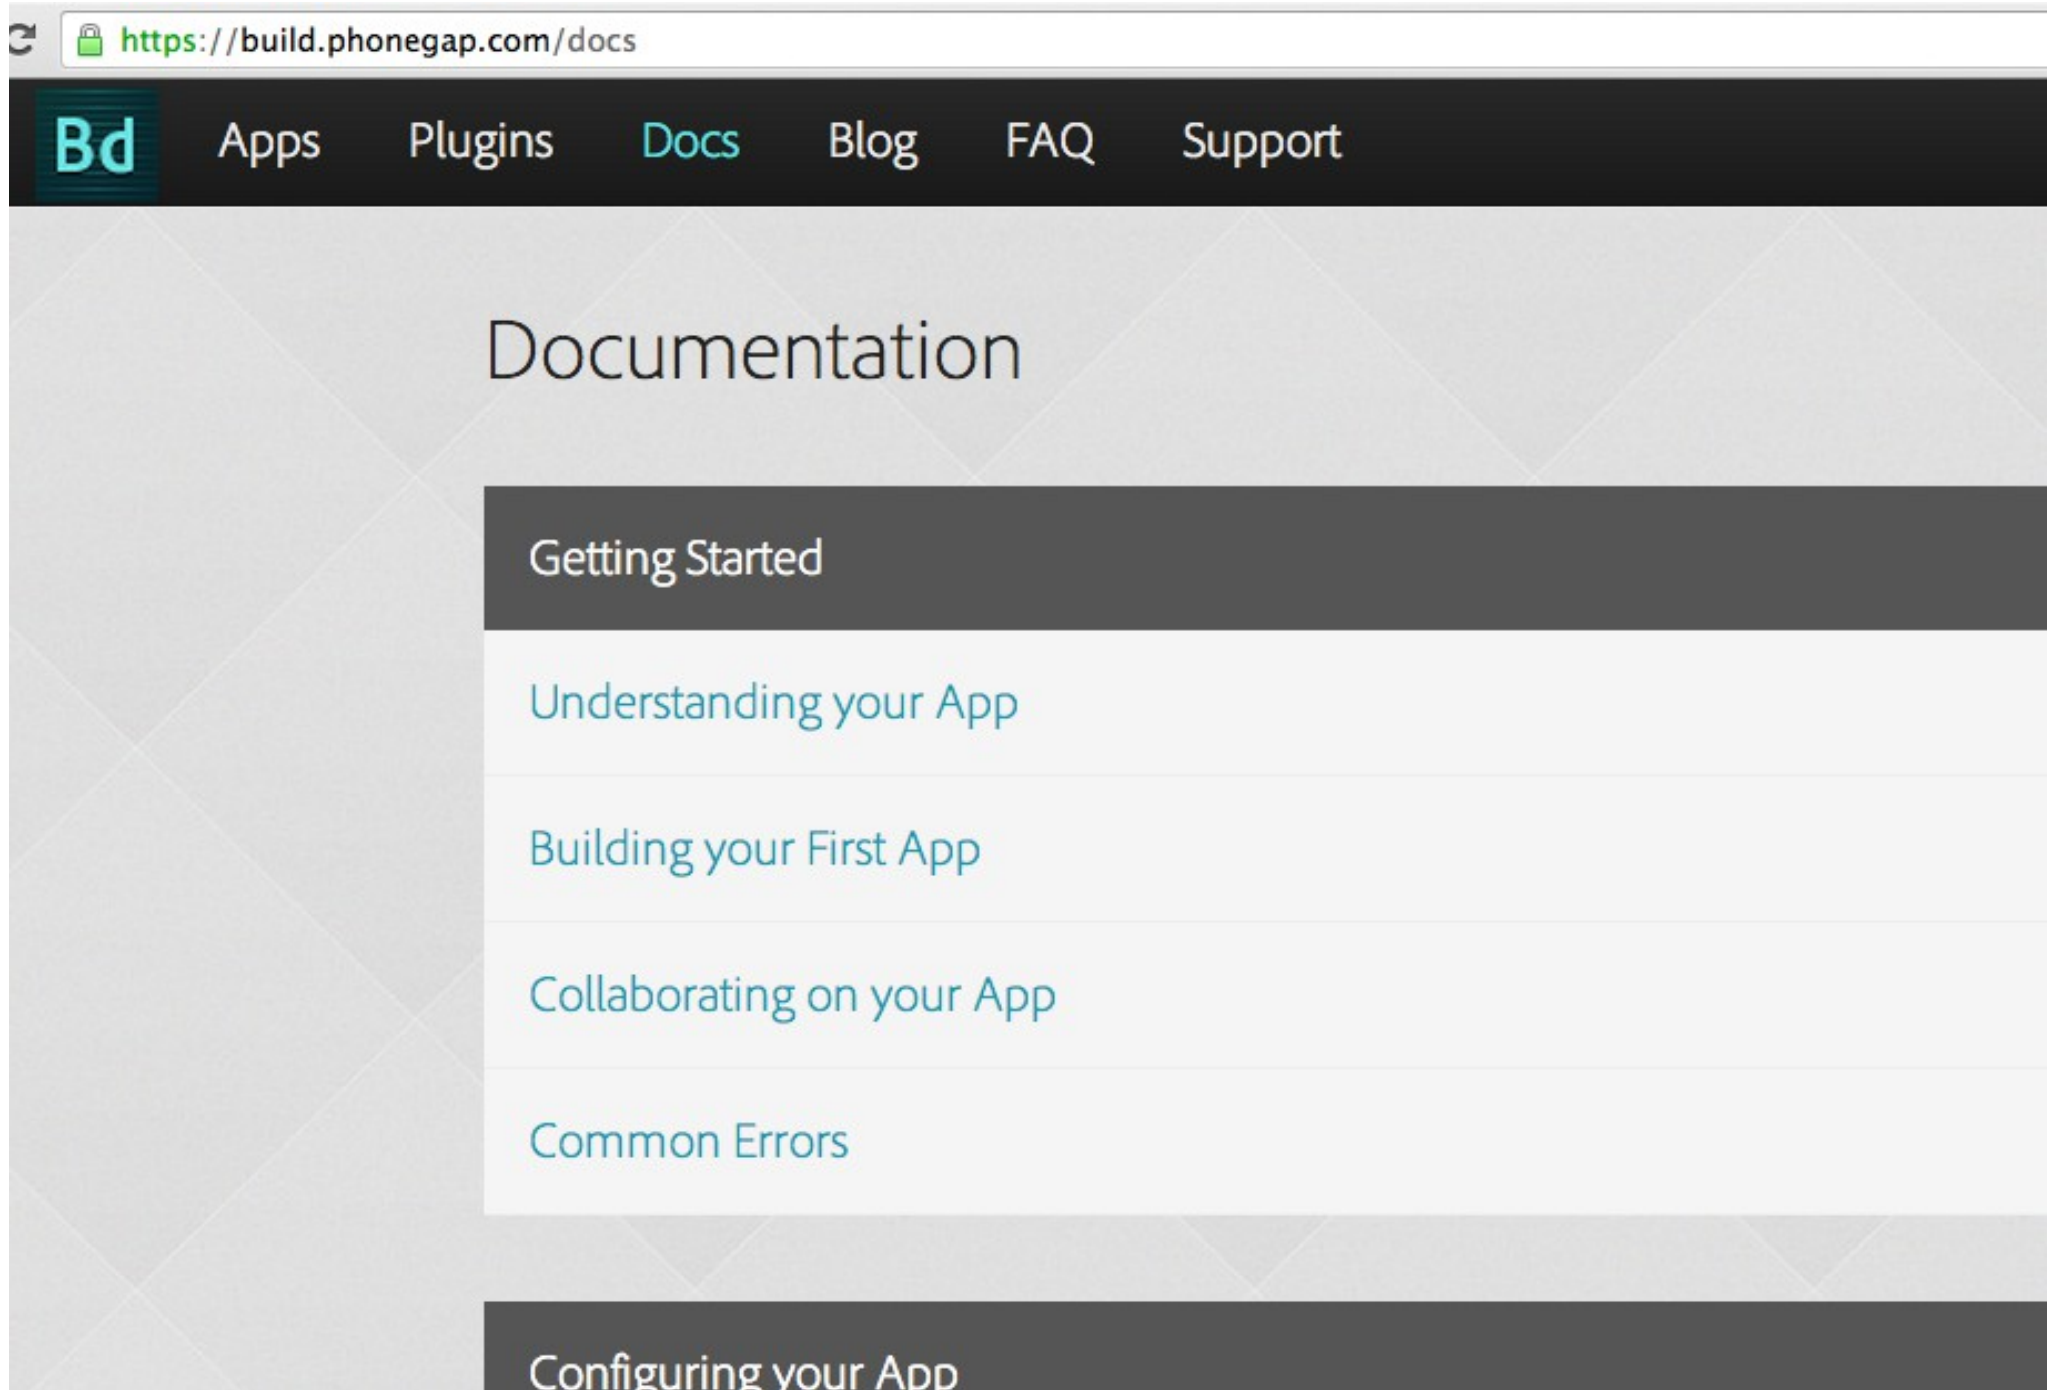 https://build.phonegap.com/docs
Bd Apps Plugins Docs Blog FAQ Support
Documentation
Getting Started
Understanding your App
Building your First App
Collaborating on your App
Common Errors
Configuring your App